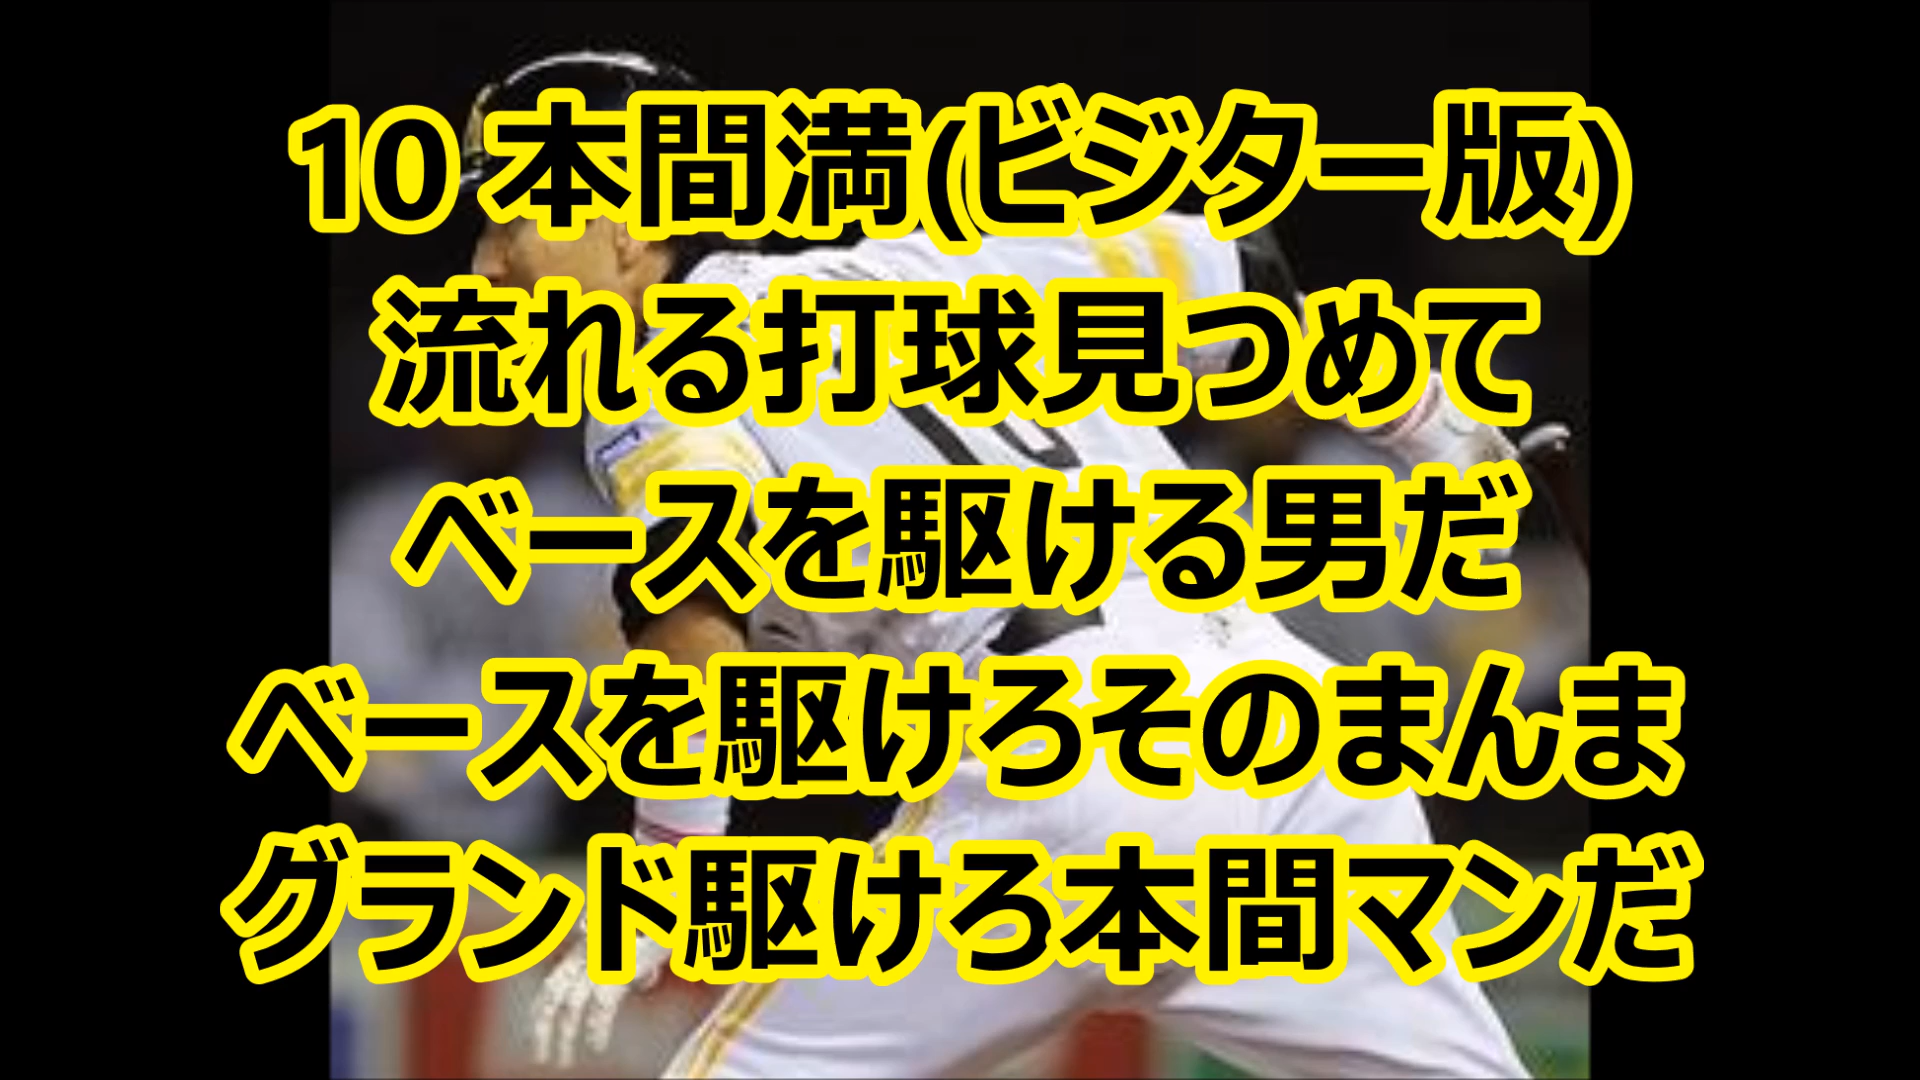 10 本間満(ビジター版)
流れる打球見つめて
ベースを駆ける男だ
ベースを駆けろそのまんま
グランド駆けろ本間マンだ